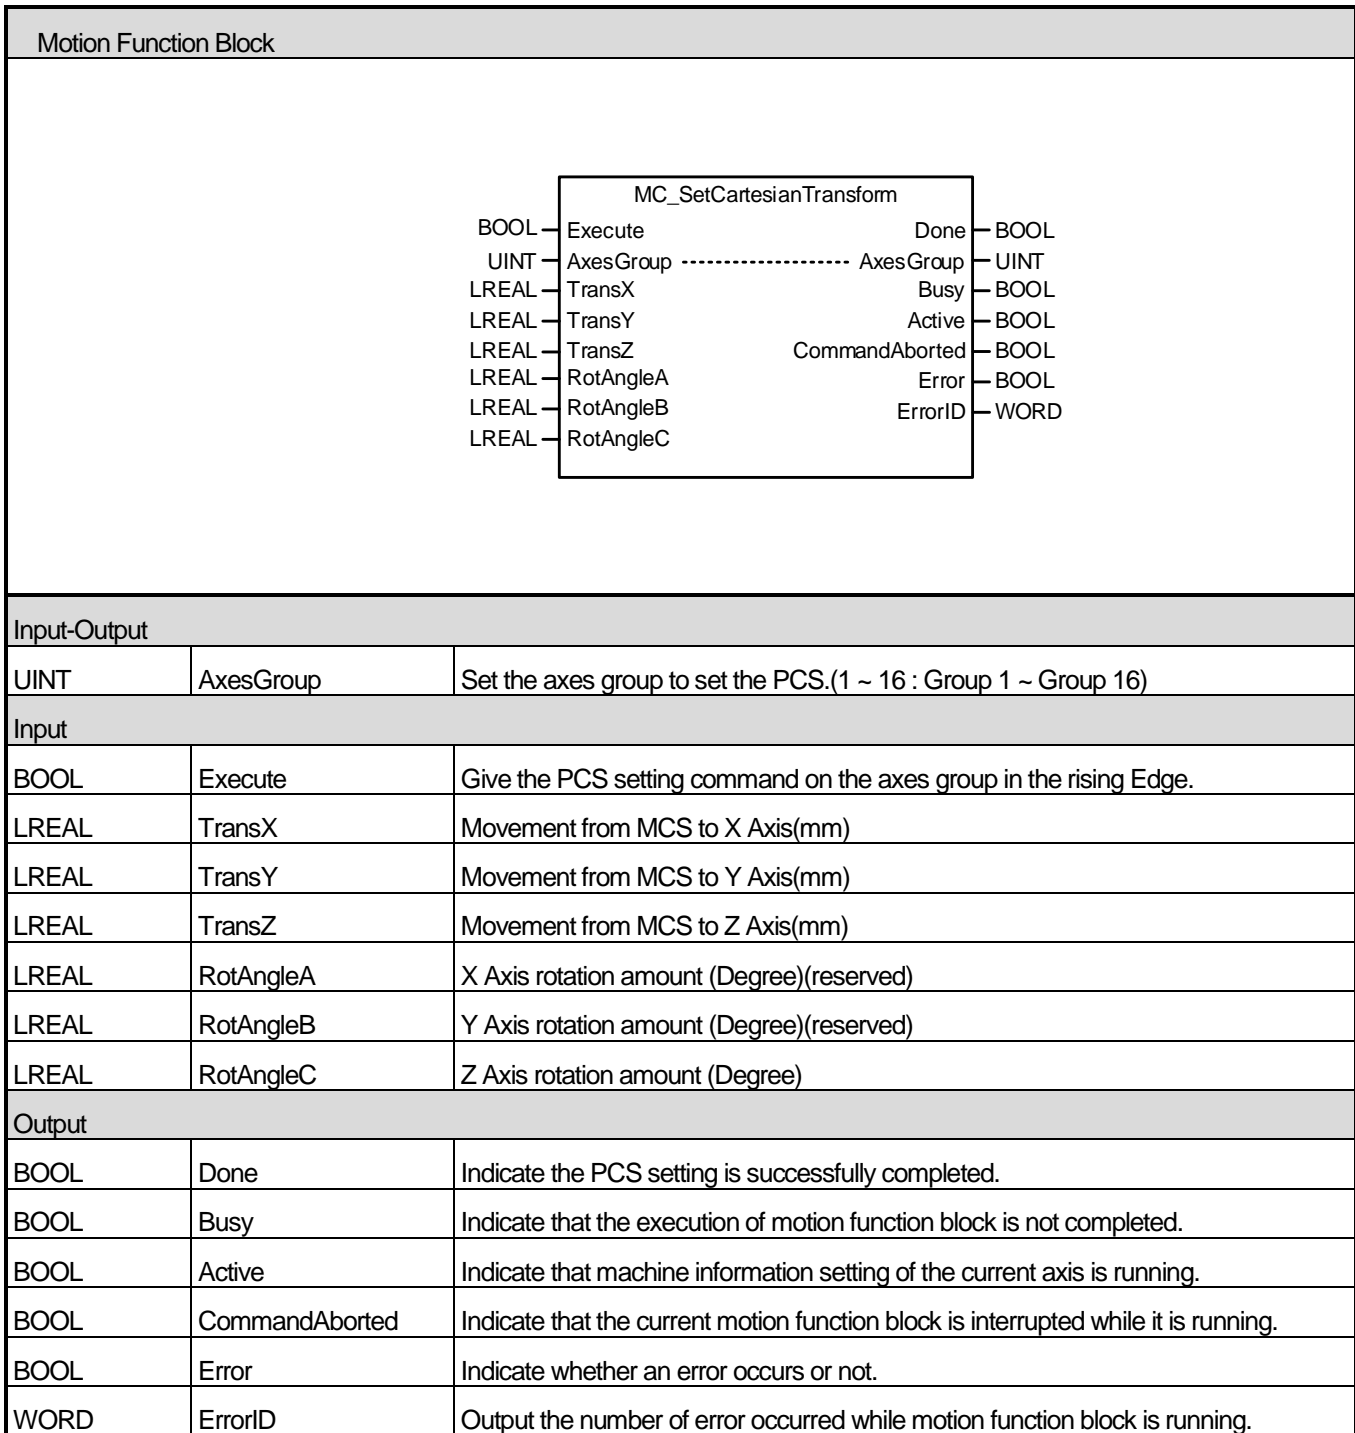 Motion Function Block
MC_SetCartesianTransform
BOOL Execute Done BOOL
UINT AxesGroup AxesGroup UINT
LREAL TransX Busy BOOL
LREAL TransY Active BOOL
LREAL TransZ CommandAborted BOOL
LREAL RotAngleA Error BOOL
LREAL RotAngleB ErrorID WORD
LREAL RotAngleC
Input-Output
UINT AxesGroup Set the axes group to set the PCS.(1 ~ 16 : Group 1 ~ Group 16)
Input
BOOL Execute Give the PCS setting command on the axes group in the rising Edge.
LREAL TransX Movement from MCS to X Axis(mm)
LREAL TransY Movement from MCS to Y Axis(mm)
LREAL TransZ Movement from MCS to Z Axis(mm)
LREAL RotAngleA X Axis rotation amount (Degree)(reserved)
LREAL RotAngleB Y Axis rotation amount (Degree)(reserved)
LREAL RotAngleC Z Axis rotation amount (Degree)
Output
BOOL Done Indicate the PCS setting is successfully completed.
BOOL Busy Indicate that the execution of motion function block is not completed.
BOOL Active Indicate that machine information setting of the current axis is running.
BOOL CommandAborted Indicate that the current motion function block is interrupted while it is running.
BOOL Error Indicate whether an error occurs or not.
WORD ErrorID Output the number of error occurred while motion function block is running.